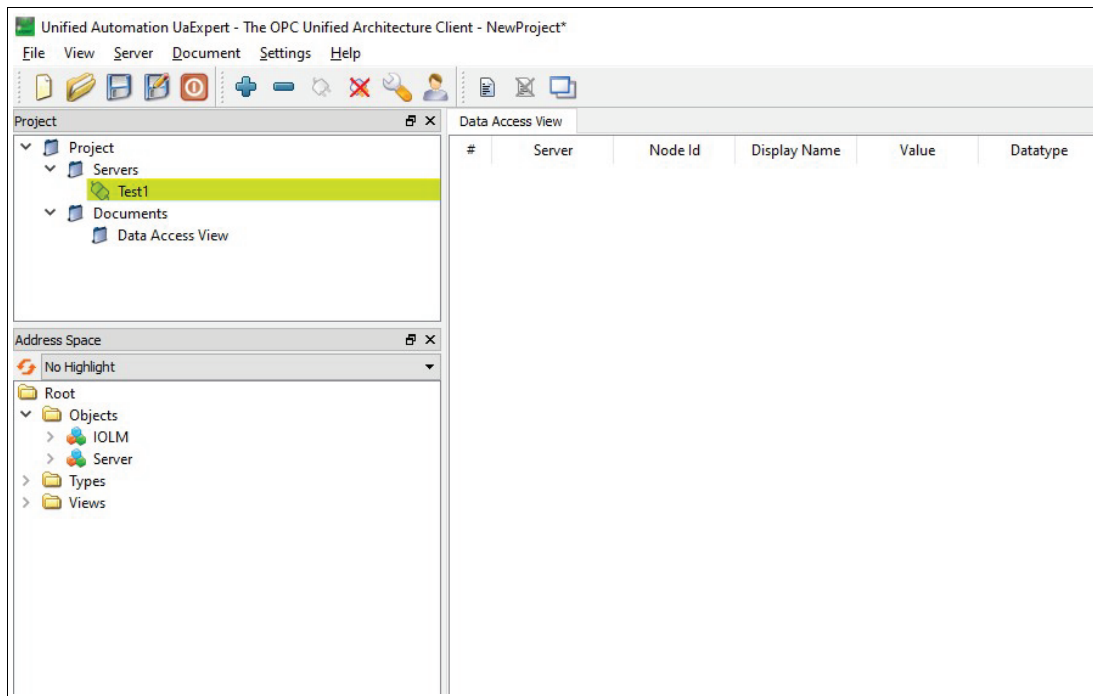 Unified Automation UaExpert - The OPC Unified Architecture Client - NewProject*
File View Server Document Settings Help
Project
Project
Servers
Test1
Documents
Data Access View
Address Space
No Highlight
Root
Objects
IOLM
Server
Types
Views
Data Access View
# Server Node Id Display Name Value Datatype